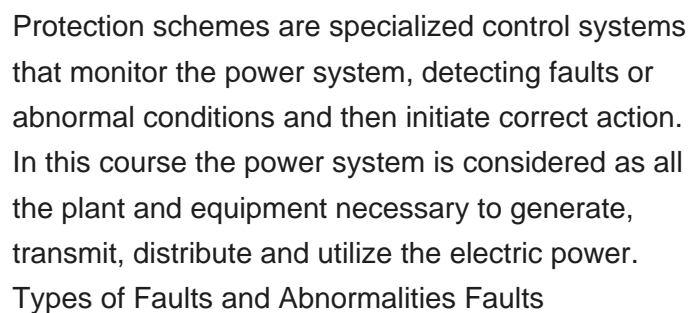 Protection schemes are specialized control systems
that monitor the power system, detecting faults or
abnormal conditions and then initiate correct action.
In this course the power system is considered as all
the plant and equipment necessary to generate,
transmit, distribute and utilize the electric power.
Types of Faults and Abnormalities Faults